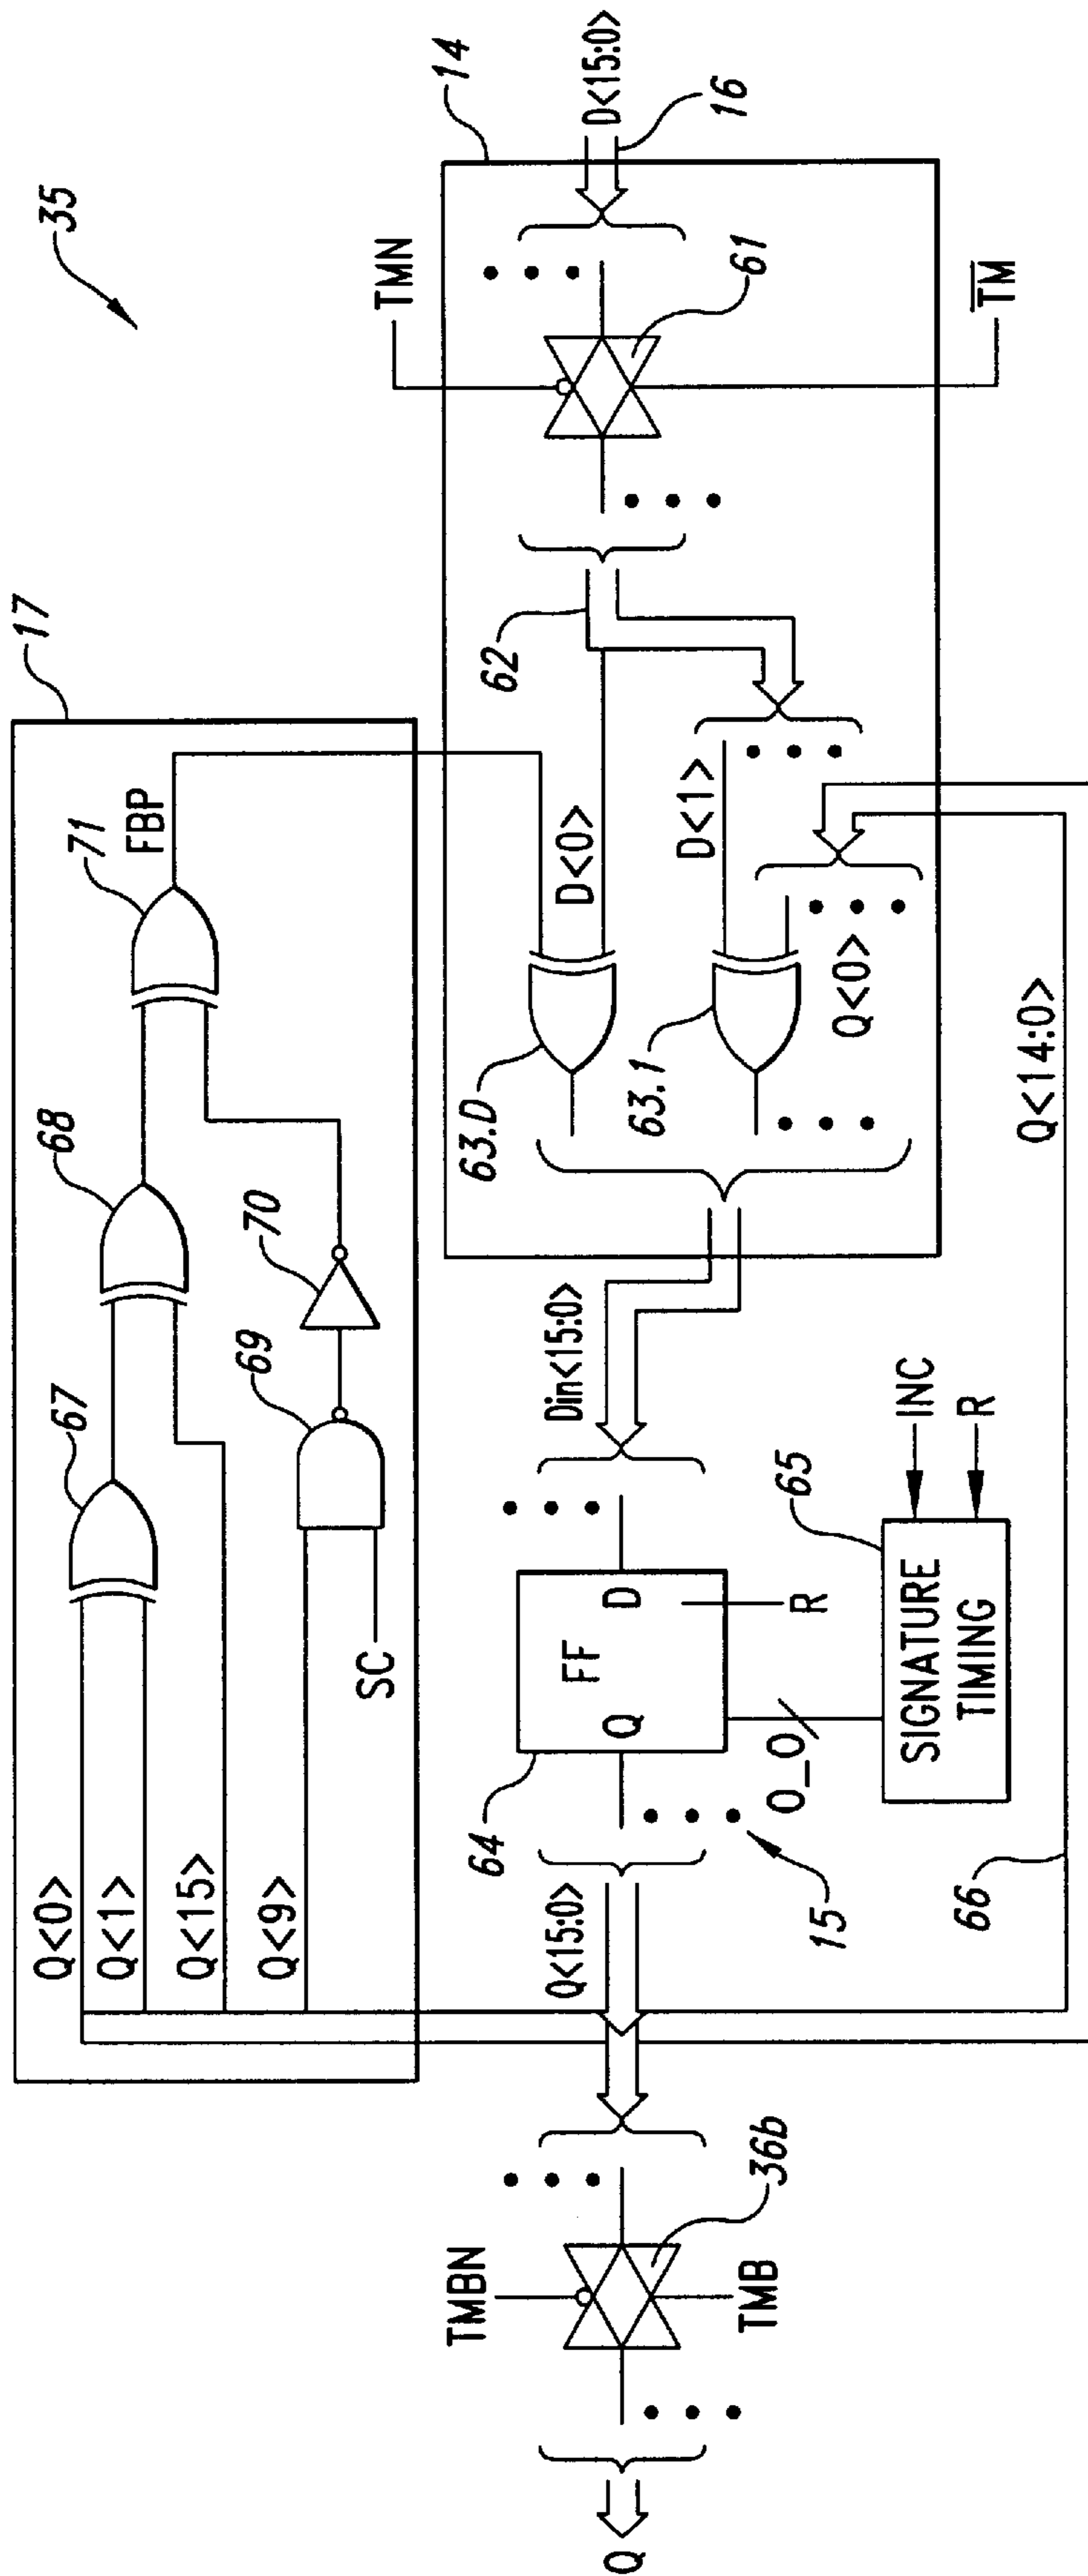 35
17
14
Q<0>
Q<1>
Q<15>
Q<9>
SC
67
68
69
70
71
FBP
TMN
D<15:0>
16
61
TM
62
D<0>
D<1>
63.D
63.1
Q<0>
Q<14:0>
Din<15:0>
FF
Q
D
R
64
O_O
65
SIGNATURE
TIMING
INC
R
15
66
Q<15:0>
TMBN
36b
TMB
Q